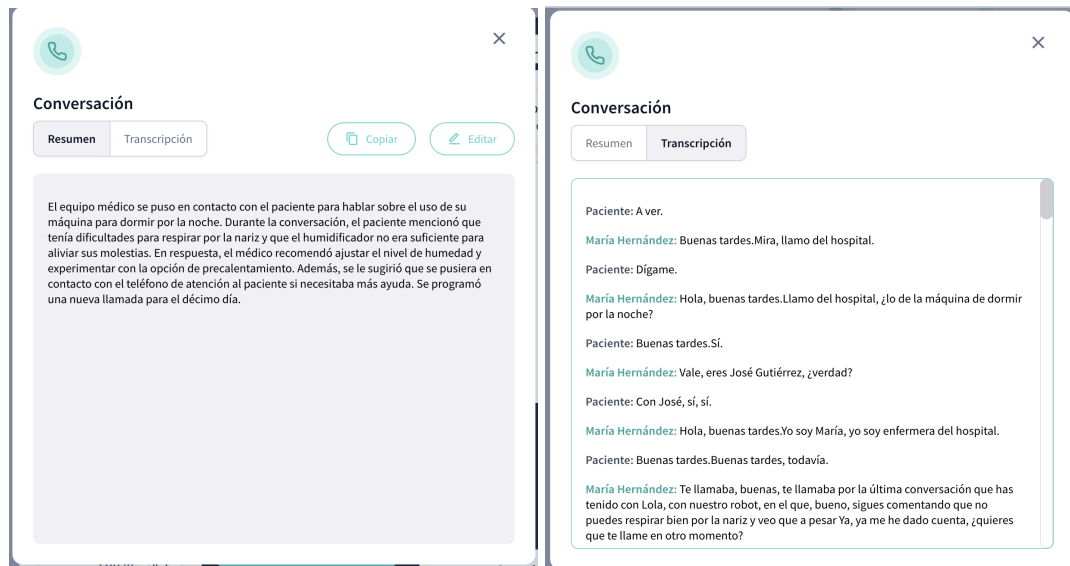 Conversación
Resumen
Transcripción
Copiar
Editar
El equipo médico se puso en contacto con el paciente para hablar sobre el uso de su
máquina para dormir por la noche. Durante la conversación, el paciente mencionó que
tenía dificultades para respirar por la nariz y que el humidificador no era suficiente para
aliviar sus molestias. En respuesta, el médico recomendó ajustar el nivel de humedad y
experimentar con la opción de precalentamiento. Además, se le sugirió que se pusiera en
contacto con el teléfono de atención al paciente si necesitaba más ayuda. Se programó
una nueva llamada para el décimo día.
Conversación
Resumen
Transcripción
Paciente: A ver.
María Hernández: Buenas tardes.Mira, llamo del hospital.
Paciente: Dígame.
María Hernández: Hola, buenas tardes.Llamo del hospital, ¿lo de la máquina de dormir
por la noche?
Paciente: Buenas tardes.Sí.
María Hernández: Vale, eres José Gutiérrez, ¿verdad?
Paciente: Con José, sí, sí.
María Hernández: Hola, buenas tardes.Yo soy María, yo soy enfermera del hospital.
Paciente: Buenas tardes.Buenas tardes, todavía.
María Hernández: Te llamaba, buenas, te llamaba por la última conversación que has
tenido con Lola, con nuestro robot, en el que, bueno, sigues comentando que no
puedes respirar bien por la nariz y veo que a pesar Ya, ya me he dado cuenta, ¿quieres
que te llame en otro momento?